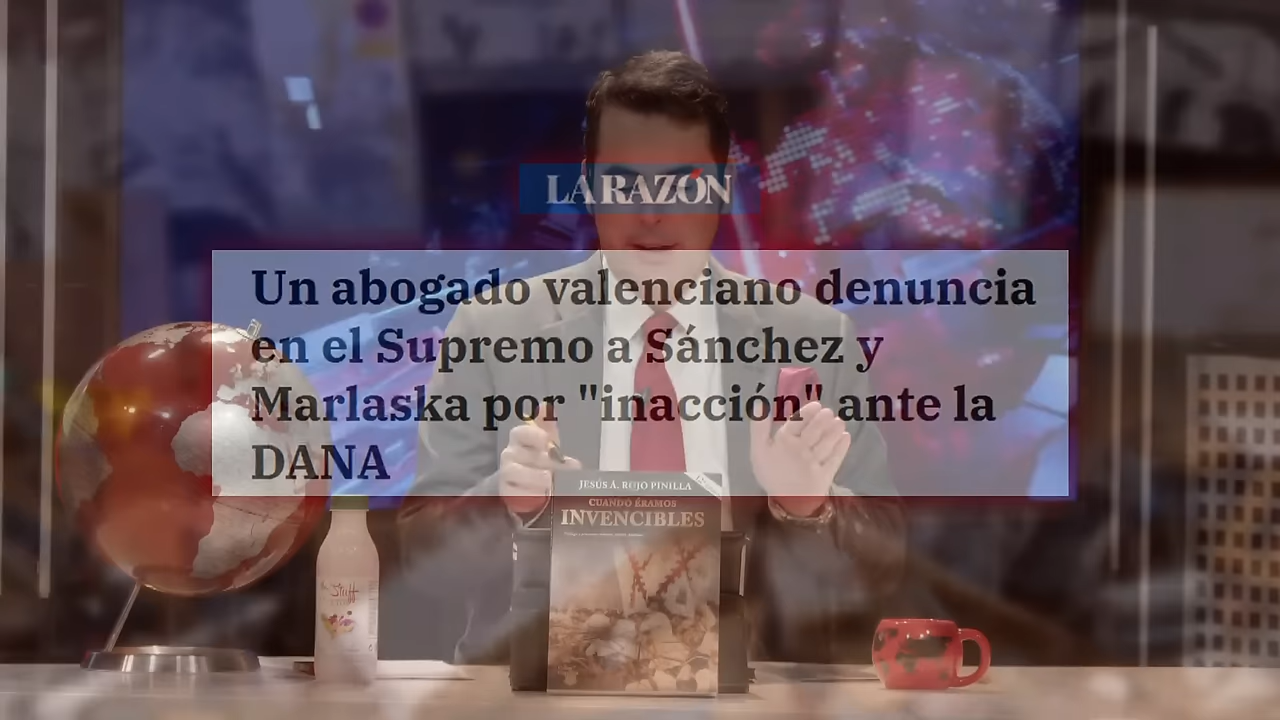 LA RAZÓN
Un abogado valenciano denuncia
en el Supremo a Sánchez y
Marlaska por "inacción" ante la
DANA
JESÚS Á. ROJO PINILLA
CUANDO ÉRAMOS
INVENCIBLES
Stuff